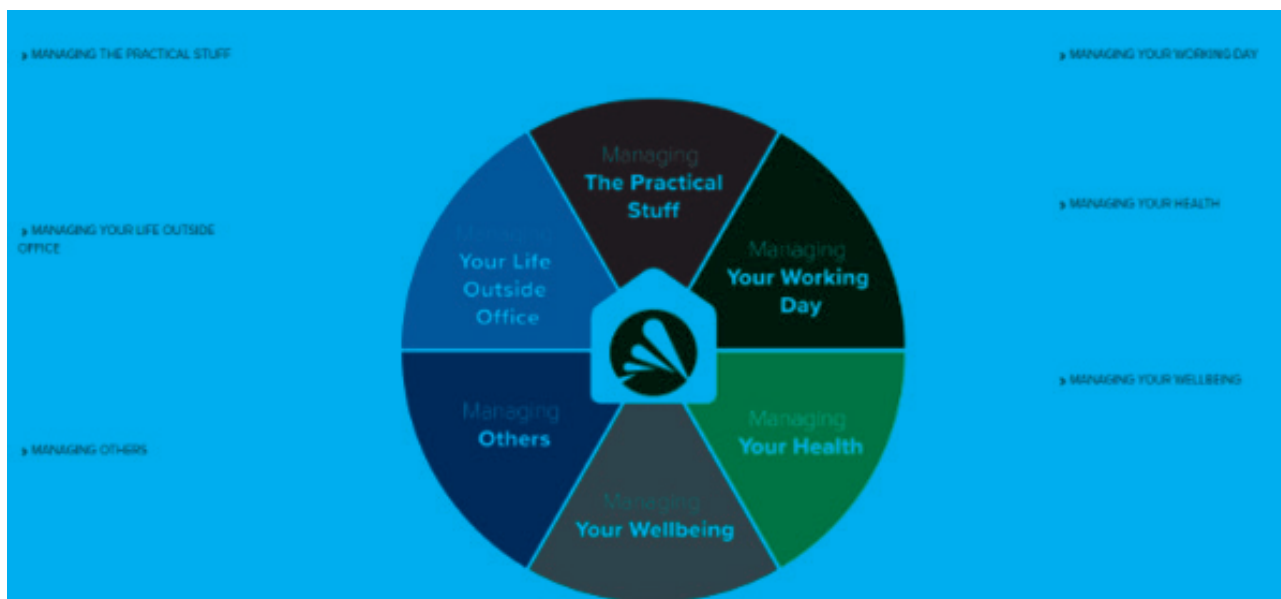 › MANAGING THE PRACTICAL STUFF
› MANAGING YOUR WORKING DAY
Managing
The Practical
Stuff
› MANAGING YOUR HEALTH
› MANAGING YOUR LIFE OUTSIDE
OFFICE
Managing
Your Life
Outside
Office
Managing
Your Working
Day
› MANAGING YOUR WELLBEING
Managing
Others
Managing
Your Health
› MANAGING OTHERS
Managing
Your Wellbeing